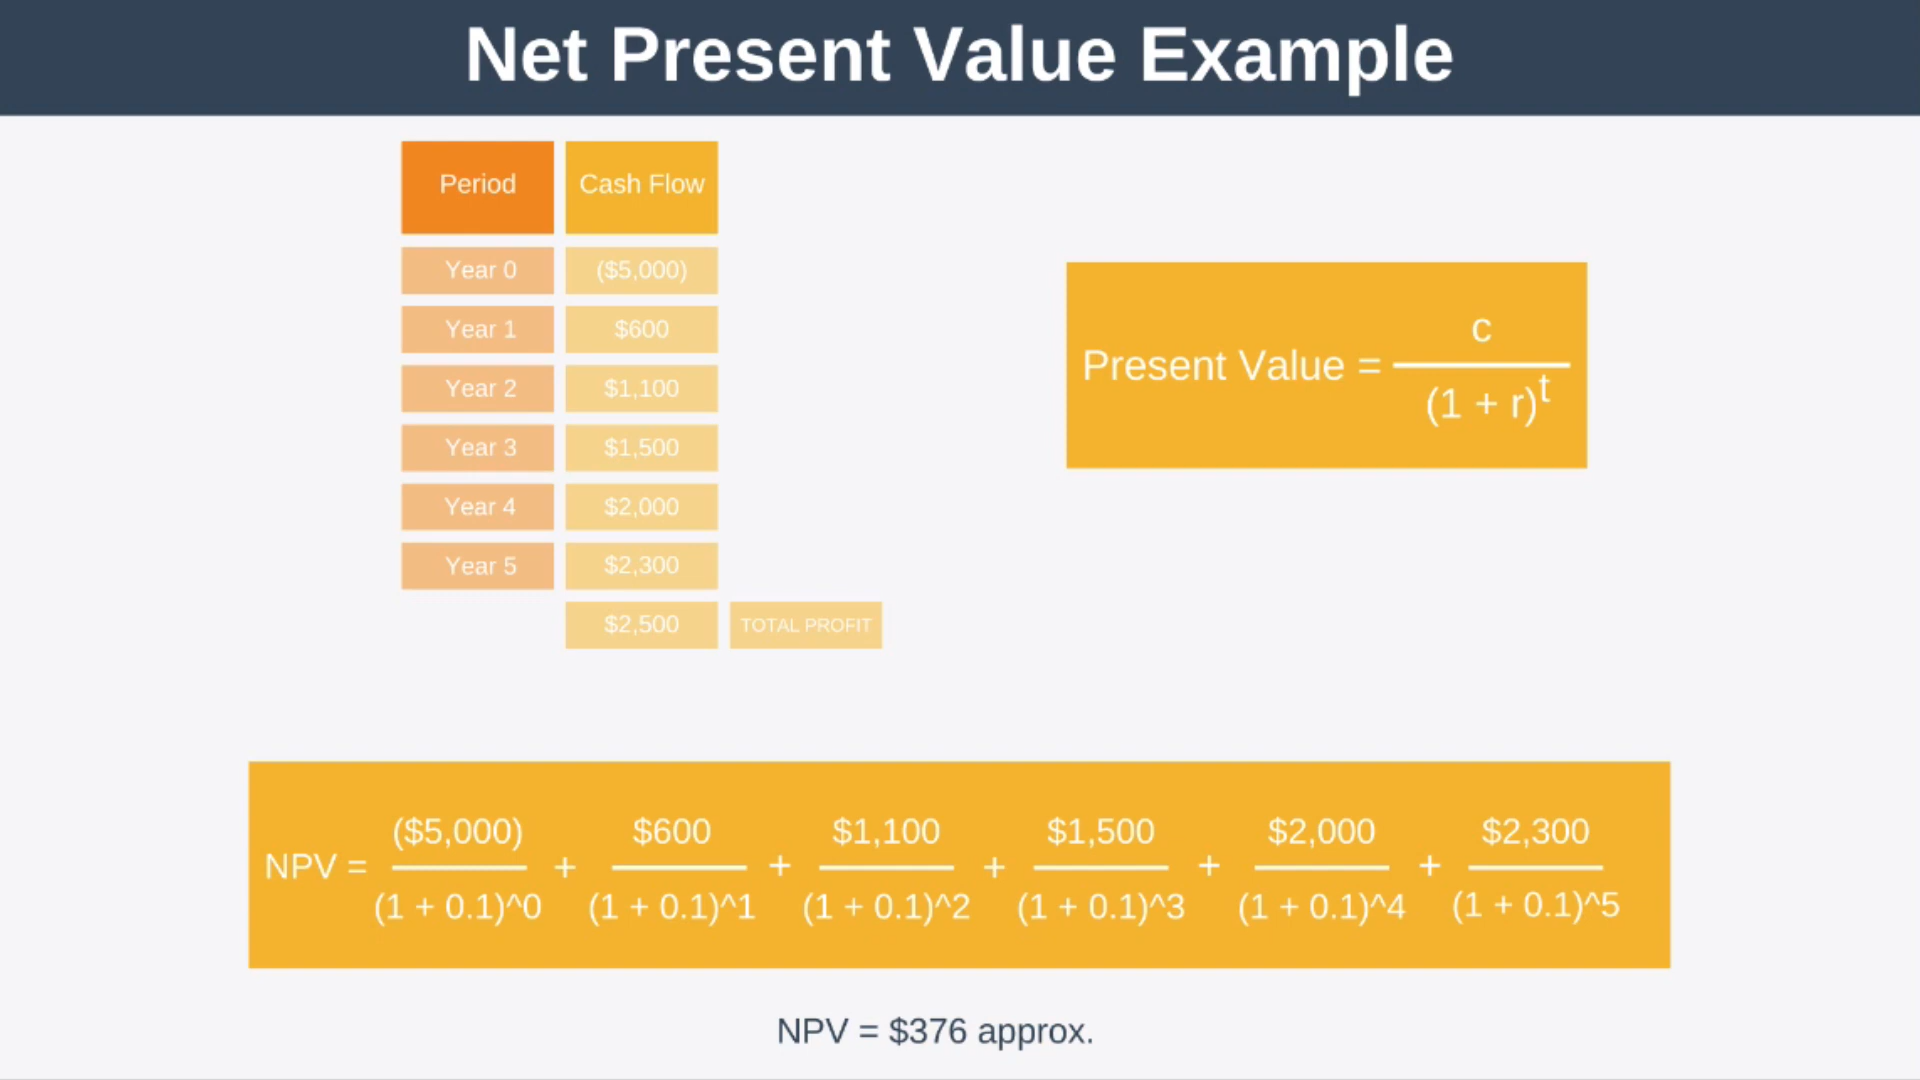 Net Present Value Example
Period Cash Flow
Year 0 ($5,000)
Year 1 $600
Year 2 $1,100
Year 3 $1,500
Year 4 $2,000
Year 5 $2,300
$2,500 TOTAL PROFIT
c
Present Value =
(1 + r)^t
($5,000) $600 $1,100 $1,500 $2,000 $2,300
NPV = + + + + +
(1 + 0.1)^0 (1 + 0.1)^1 (1 + 0.1)^2 (1 + 0.1)^3 (1 + 0.1)^4 (1 + 0.1)^5
NPV = $376 approx.